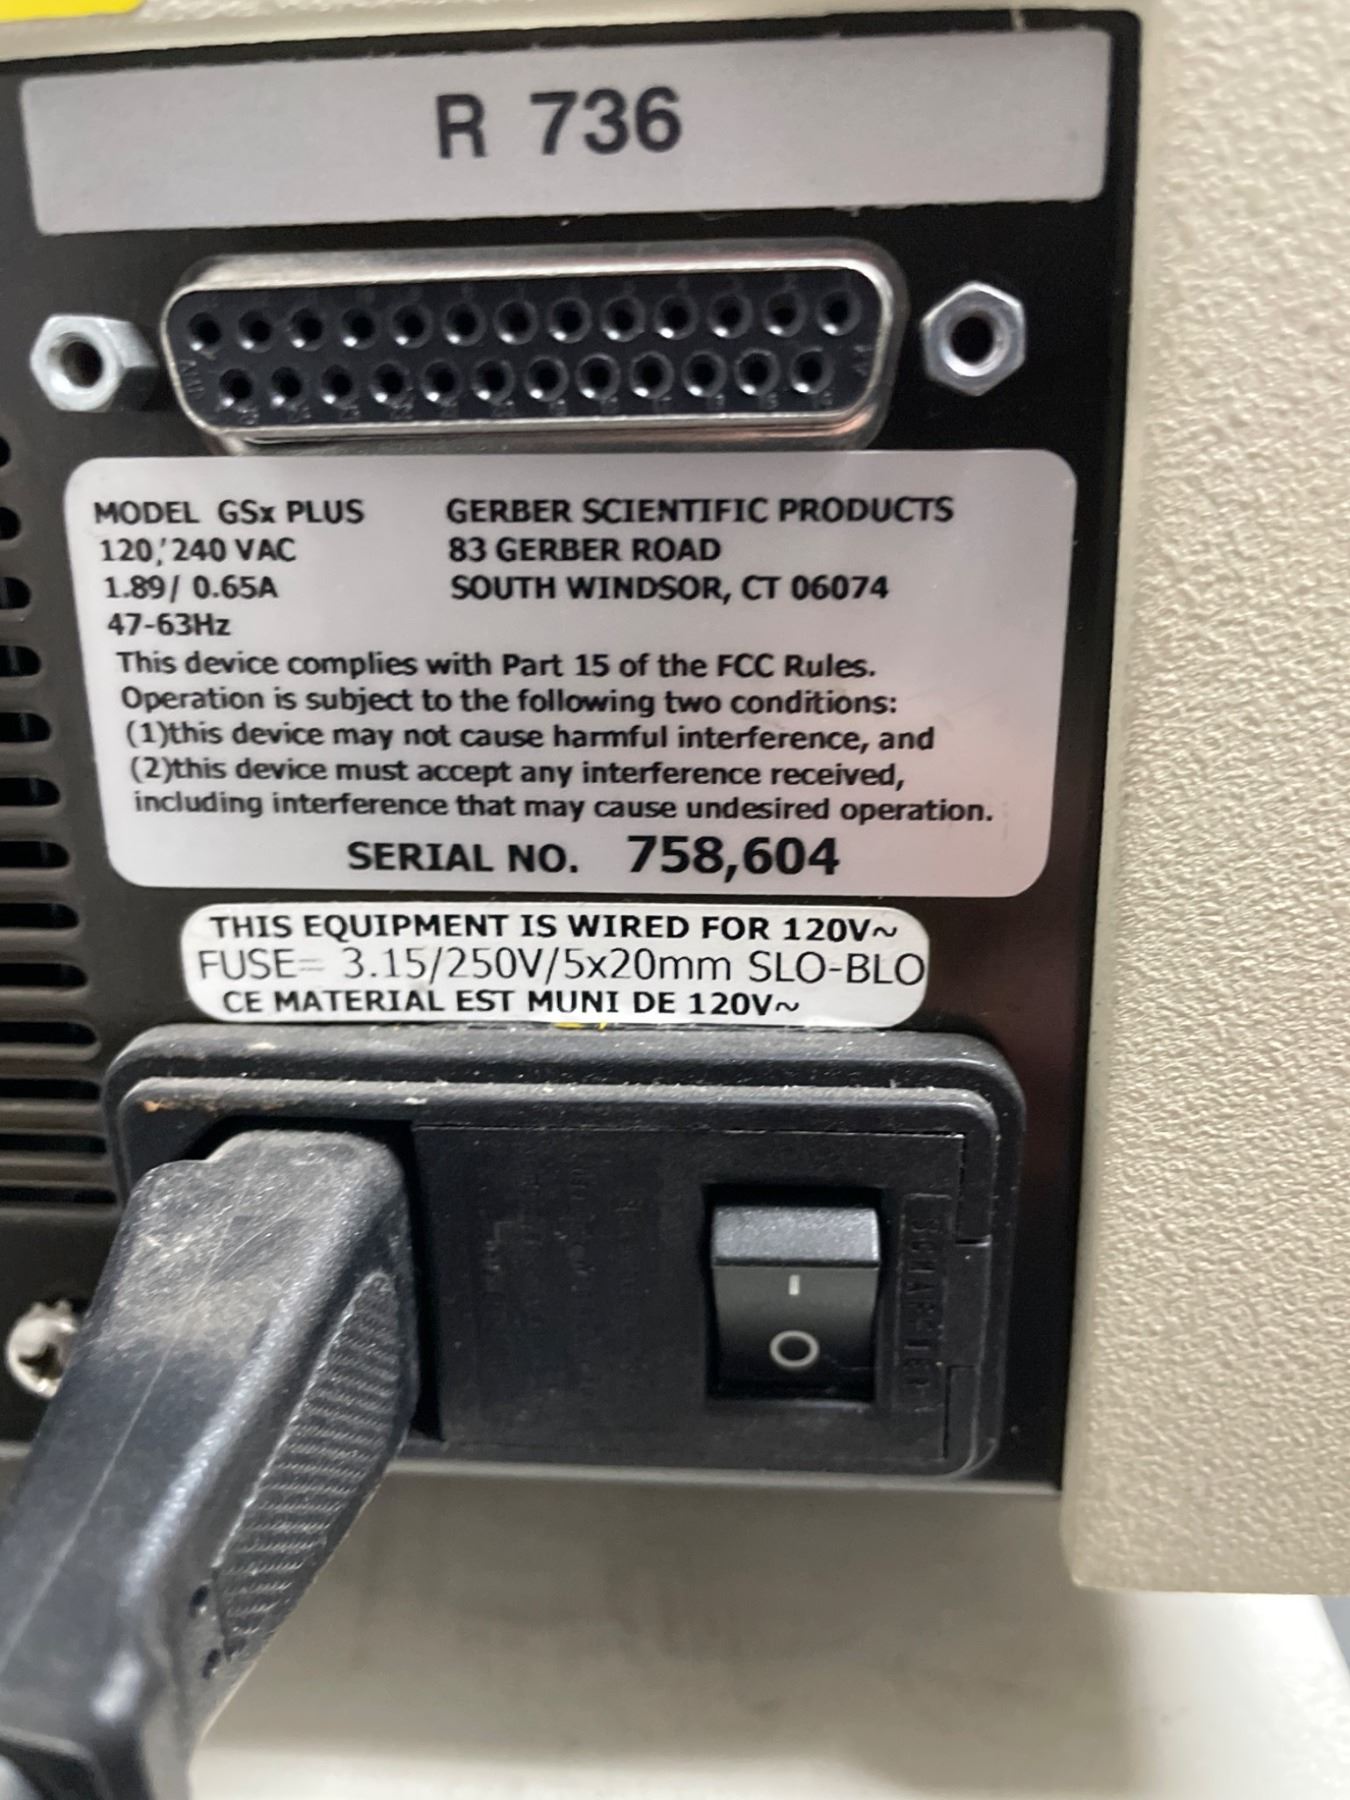 R 736
MODEL GSx PLUS
120/240 VAC
1.89/ 0.65A
47-63Hz
GERBER SCIENTIFIC PRODUCTS
83 GERBER ROAD
SOUTH WINDSOR, CT 06074
This device complies with Part 15 of the FCC Rules.
Operation is subject to the following two conditions:
(1)this device may not cause harmful interference, and
(2)this device must accept any interference received,
including interference that may cause undesired operation.
SERIAL NO. 758,604
THIS EQUIPMENT IS WIRED FOR 120V~
FUSE= 3.15/250V/5x20mm SLO-BLO
CE MATERIAL EST MUNI DE 120V~